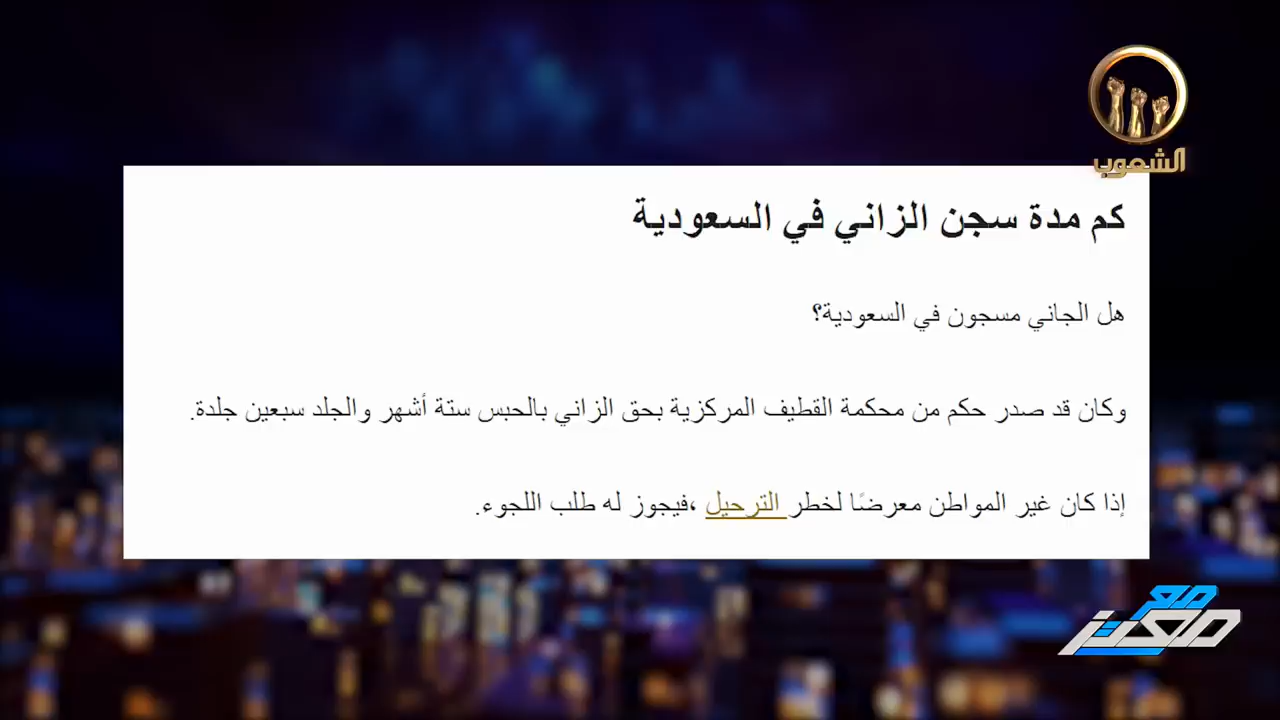 الشعوب
كم مدة سجن الزاني في السعودية
هل الجاني مسجون في السعودية؟
وكان قد صدر حكم من محكمة القطيف المركزية بحق الزاني بالحبس ستة أشهر والجلد سبعين جلدة.
إذا كان غير المواطن معرضًا لخطر الترحيل ،فيجوز له طلب اللجوء.
مع معتز